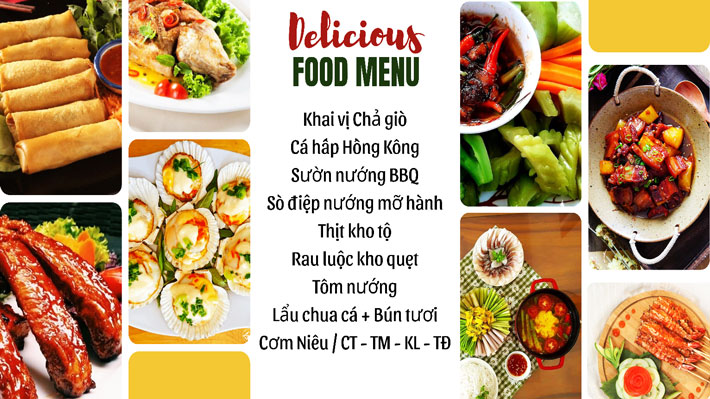 Delicious
FOOD MENU
Khai vị Chả giò
Cá hấp Hồng Kông
Sườn nướng BBQ
Sò điệp nướng mỡ hành
Thịt kho tộ
Rau luộc kho quẹt
Tôm nướng
Lẩu chua cá + Bún tươi
Cơm Niêu / CT - TM - KL - TĐ